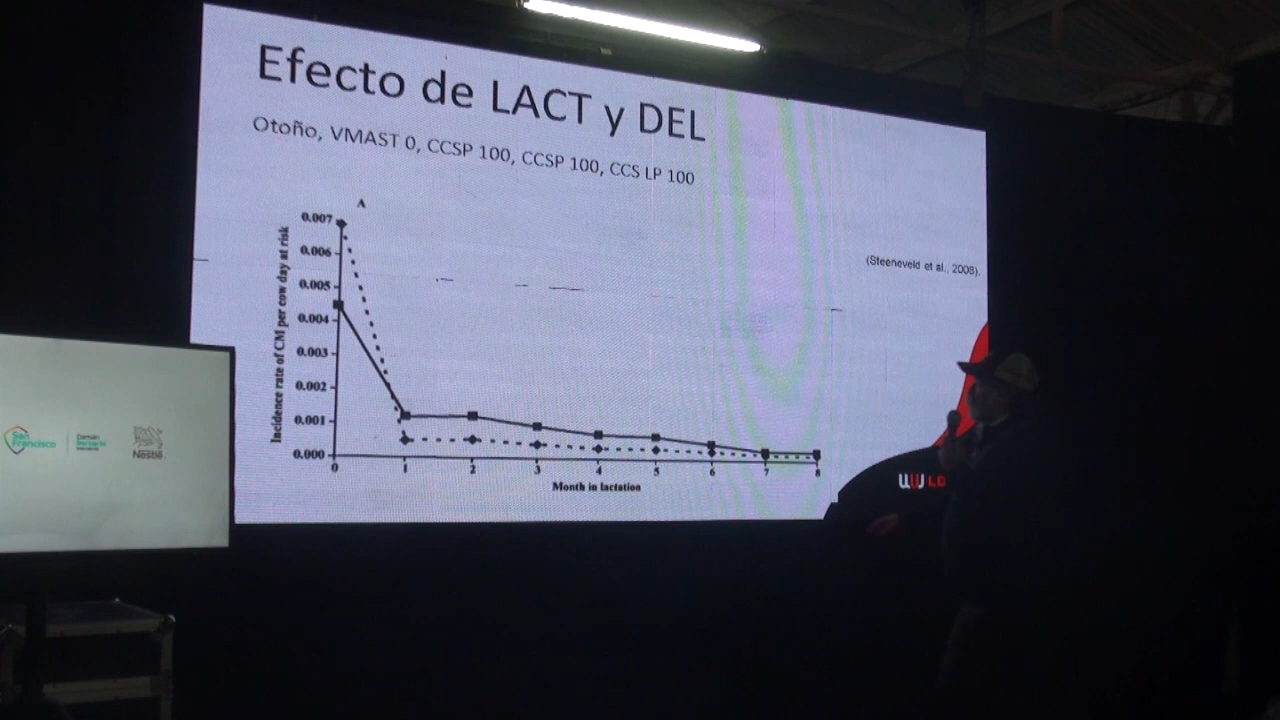 Efecto de LACT y DEL
Otoño, VMAST 0, CCSP 100, CCSP 100, CCS LP 100
A
(Steeneveld et al., 2008).
Incidence rate of CM per cow day at risk
0.007
0.006
0.005
0.004
0.003
0.002
0.001
0.000
0 1 2 3 4 5 6 7 8
Month in lactation
San
Francisco
Nestlé